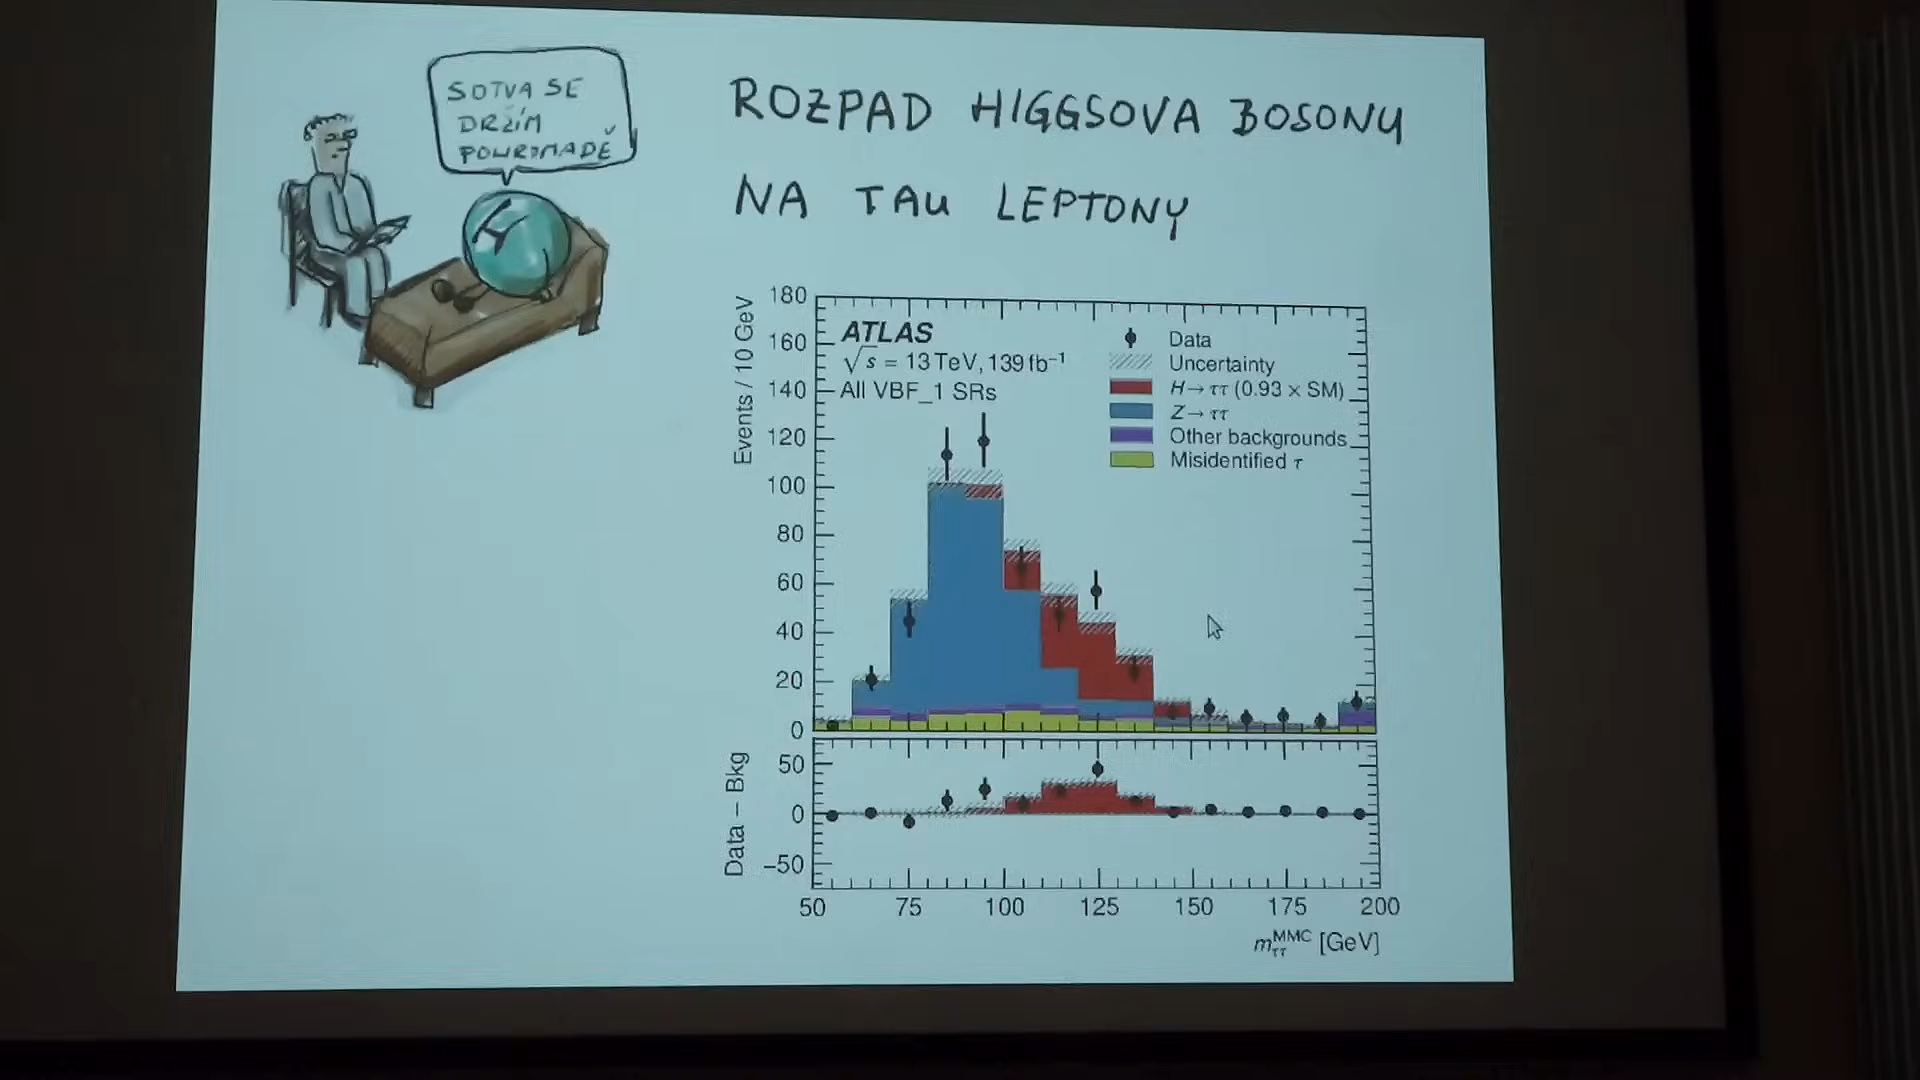 SOTVA SE
DRŽÍM
POHROMADĚ
ROZPAD HIGGSOVA BOSONU
NA TAU LEPTONY
Events / 10 GeV
180
160
140
120
100
80
60
40
20
0
ATLAS
√s = 13 TeV, 139 fb⁻¹
All VBF_1 SRs
Data
Uncertainty
H→ττ (0.93 × SM)
Z→ττ
Other backgrounds
Misidentified τ
Data – Bkg
50
0
−50
50 75 100 125 150 175 200
m_ττ^MMC [GeV]
H